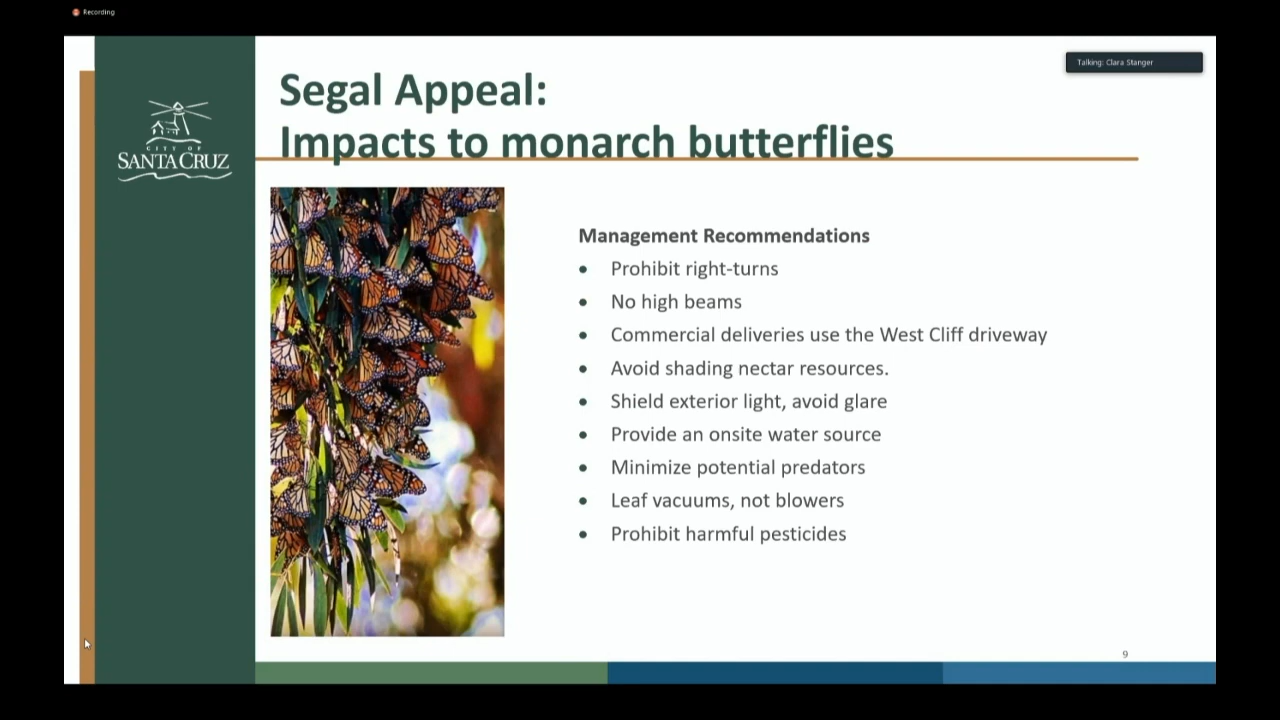 Recording
Talking: Clara Stanger
CITY OF
SANTA CRUZ
Segal Appeal:
Impacts to monarch butterflies
Management Recommendations
• Prohibit right-turns
• No high beams
• Commercial deliveries use the West Cliff driveway
• Avoid shading nectar resources.
• Shield exterior light, avoid glare
• Provide an onsite water source
• Minimize potential predators
• Leaf vacuums, not blowers
• Prohibit harmful pesticides
9